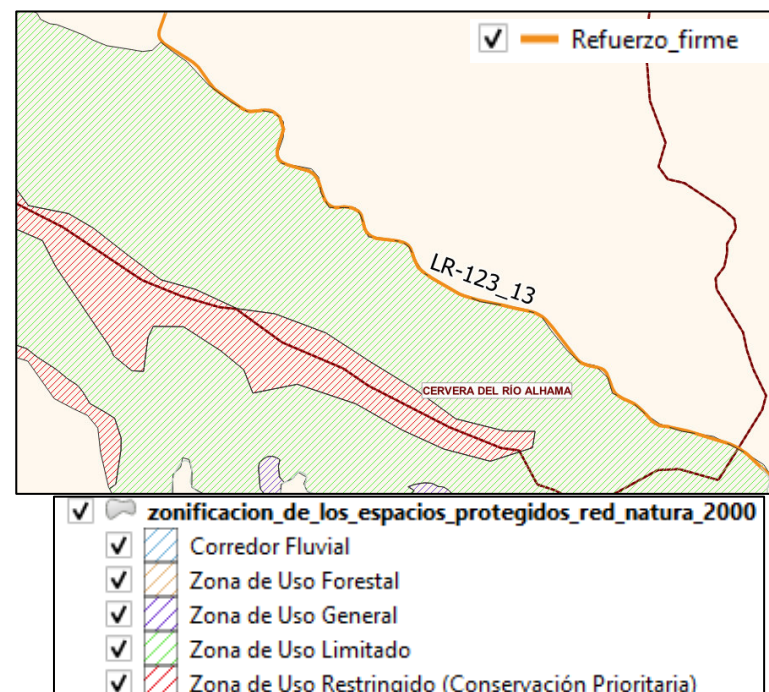 Refuerzo_firme
LR-123_13
CERVERA DEL RÍO ALHAMA
zonificacion_de_los_espacios_protegidos_red_natura_2000
Corredor Fluvial
Zona de Uso Forestal
Zona de Uso General
Zona de Uso Limitado
Zona de Uso Restringido (Conservación Prioritaria)